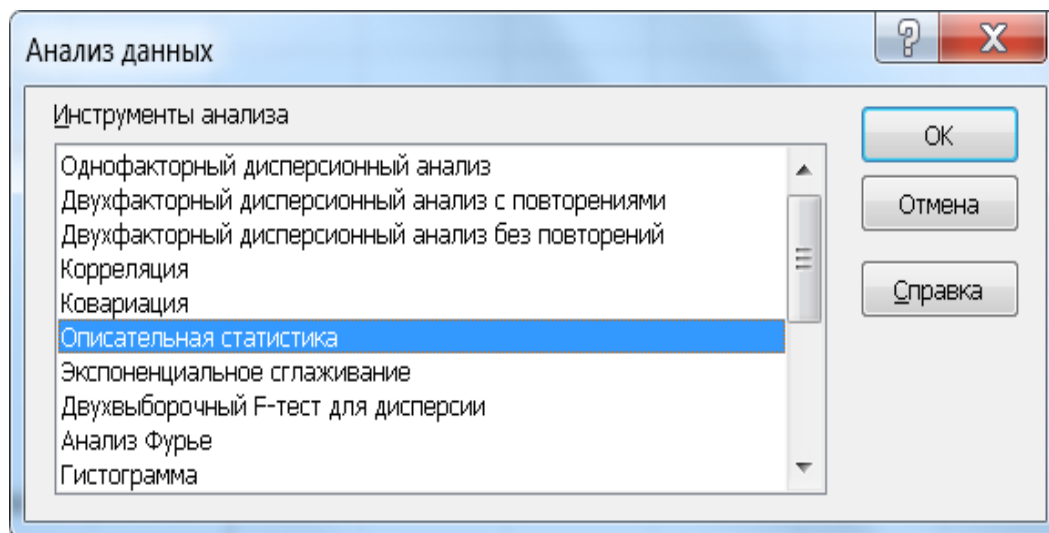 Анализ данных
Инструменты анализа
Однофакторный дисперсионный анализ
Двухфакторный дисперсионный анализ с повторениями
Двухфакторный дисперсионный анализ без повторений
Корреляция
Ковариация
Описательная статистика
Экспоненциальное сглаживание
Двухвыборочный F-тест для дисперсии
Анализ Фурье
Гистограмма
ОК
Отмена
Справка